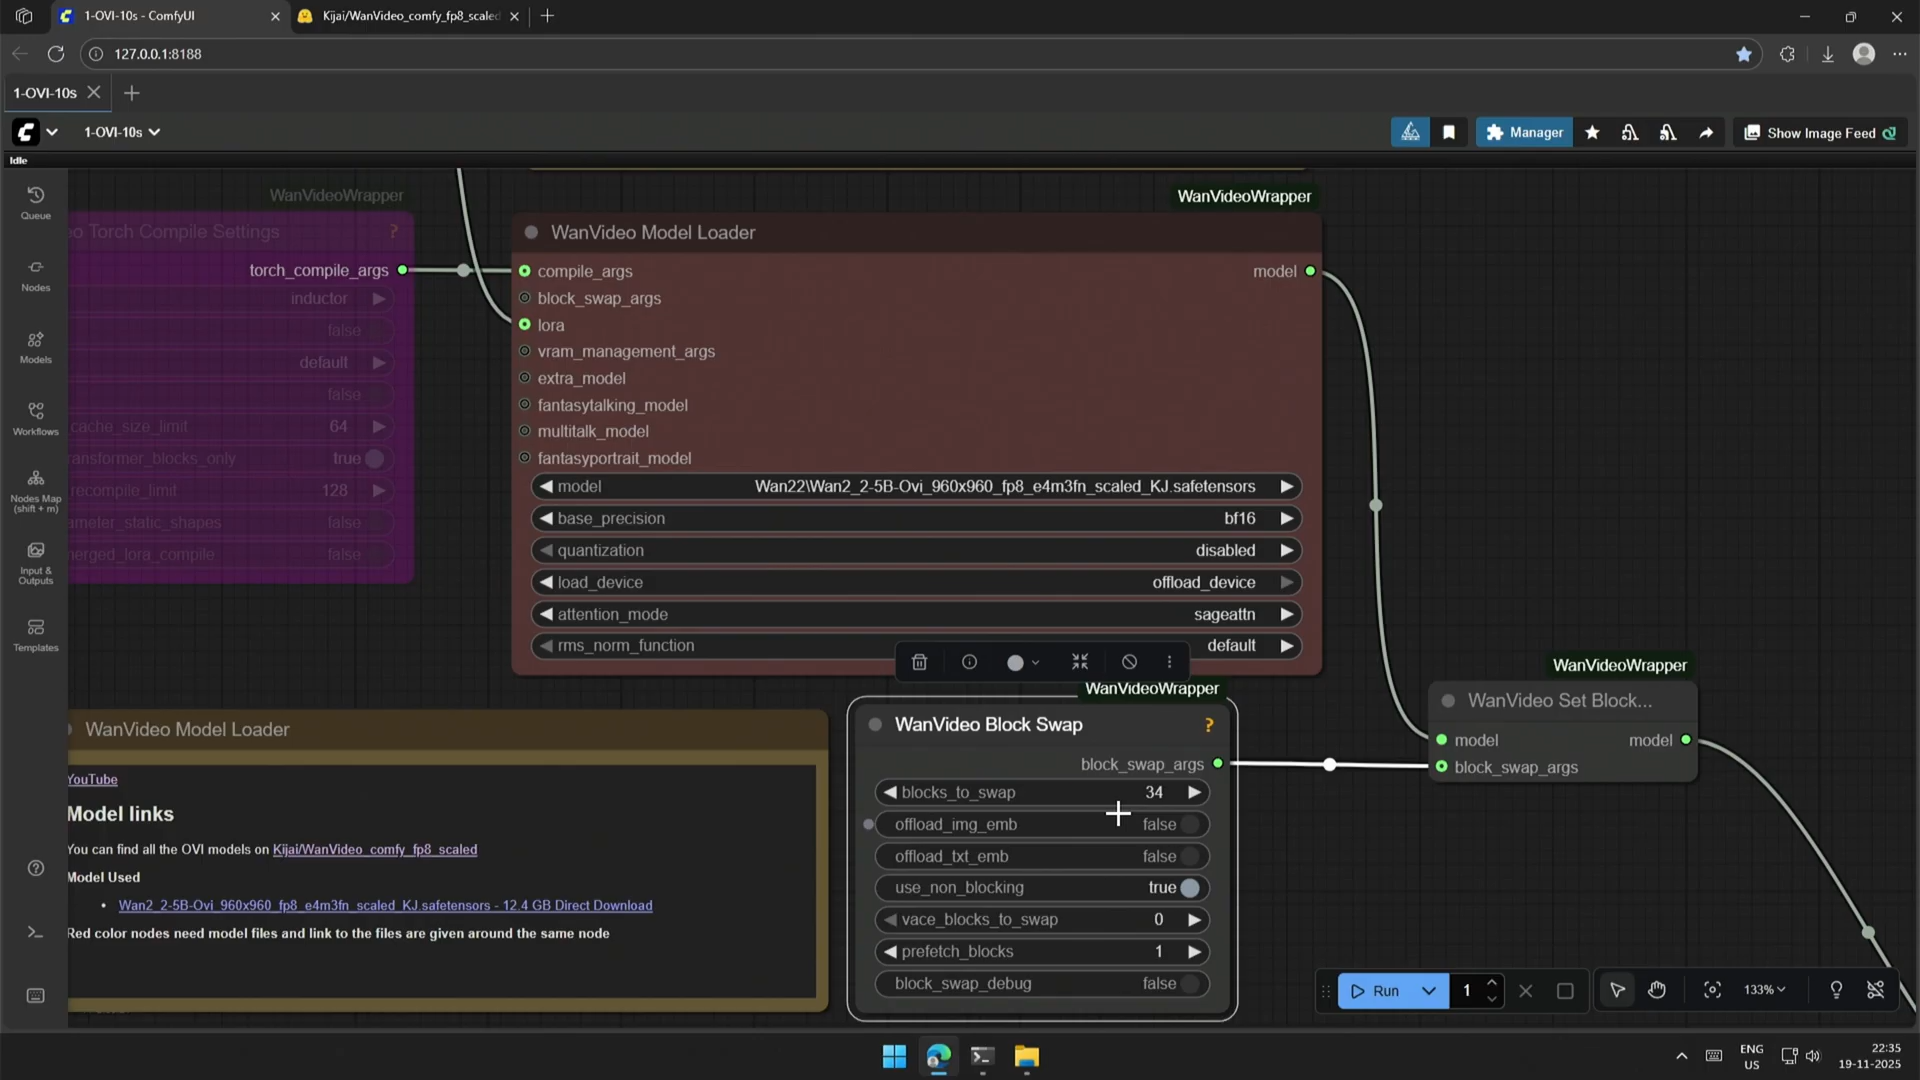 1-OVI-10s - ComfyUI
Kijai/WanVideo_comfy_fp8_scaled
127.0.0.1:8188
1-OVI-10s
1-OVI-10s
Manager
Show Image Feed
Idle
Queue
Nodes
Models
Workflows
Nodes Map
(shift + m)
Input &
Outputs
Templates
WanVideoWrapper
eo Torch Compile Settings ?
torch_compile_args
inductor
false
default
false
cache_size_limit 64
ransformer_blocks_only true
recompile_limit 128
ameter_static_shapes false
nerged_lora_compile false
WanVideoWrapper
WanVideo Model Loader
compile_args
model
block_swap_args
lora
vram_management_args
extra_model
fantasytalking_model
multitalk_model
fantasyportrait_model
model Wan22\Wan2_2-5B-Ovi_960x960_fp8_e4m3fn_scaled_KJ.safetensors
base_precision bf16
quantization disabled
load_device offload_device
attention_mode sageattn
rms_norm_function default
WanVideo Model Loader
YouTube
Model links
You can find all the OVI models on Kijai/WanVideo_comfy_fp8_scaled
Model Used
• Wan2_2-5B-Ovi_960x960_fp8_e4m3fn_scaled_KJ.safetensors - 12.4 GB Direct Download
Red color nodes need model files and link to the files are given around the same node
WanVideoWrapper
WanVideo Block Swap ?
block_swap_args
blocks_to_swap 34
offload_img_emb false
offload_txt_emb false
use_non_blocking true
vace_blocks_to_swap 0
prefetch_blocks 1
block_swap_debug false
WanVideoWrapper
WanVideo Set Block...
model model
block_swap_args
Run 1
133%
ENG
US
22:35
19-11-2025